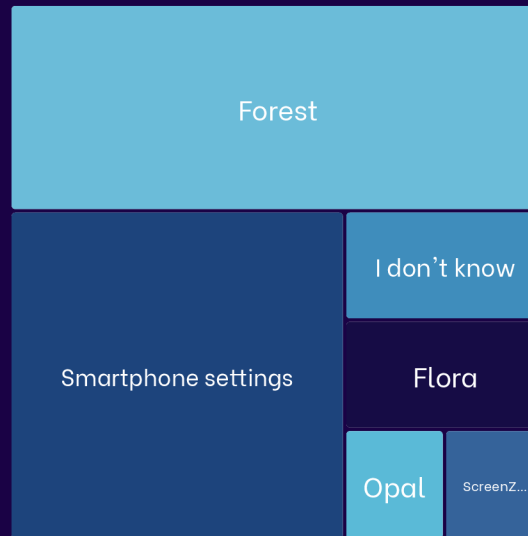 Forest
I don't know
Smartphone settings
Flora
Opal
ScreenZ...